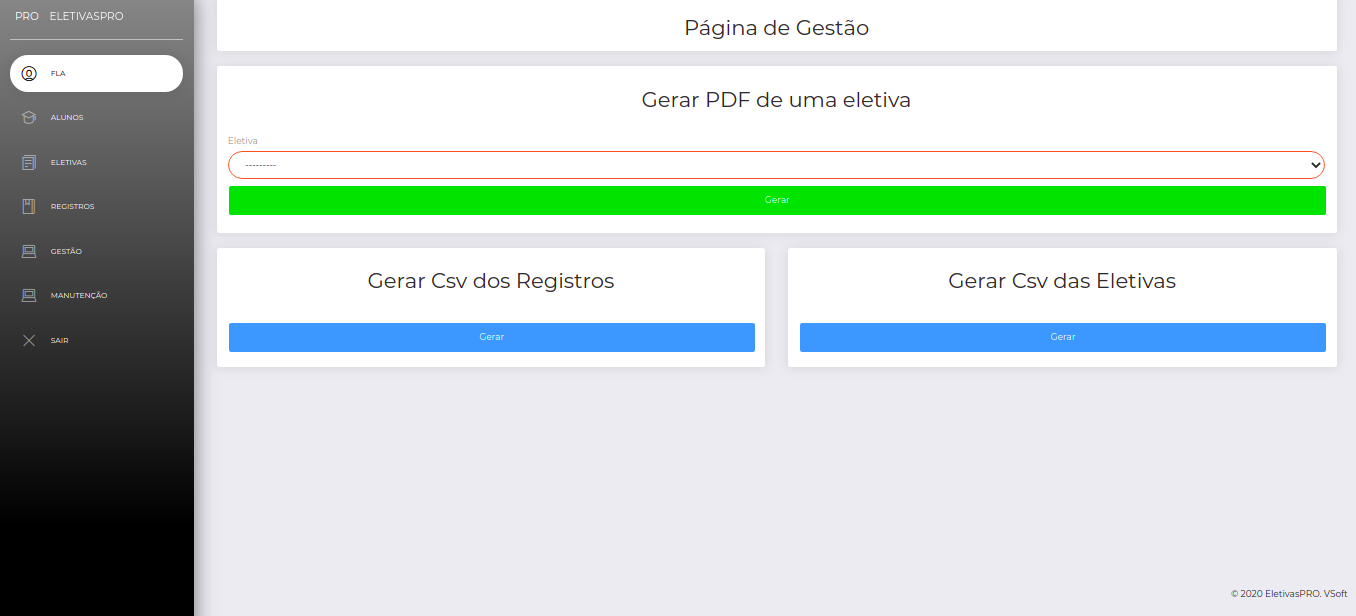 PRO ELETIVASPRO
FLA
ALUNOS
ELETIVAS
REGISTROS
GESTÃO
MANUTENÇÃO
SAIR
Página de Gestão
Gerar PDF de uma eletiva
Eletiva
---------
Gerar
Gerar Csv dos Registros
Gerar
Gerar Csv das Eletivas
Gerar
© 2020 EletivasPRO. VSoft